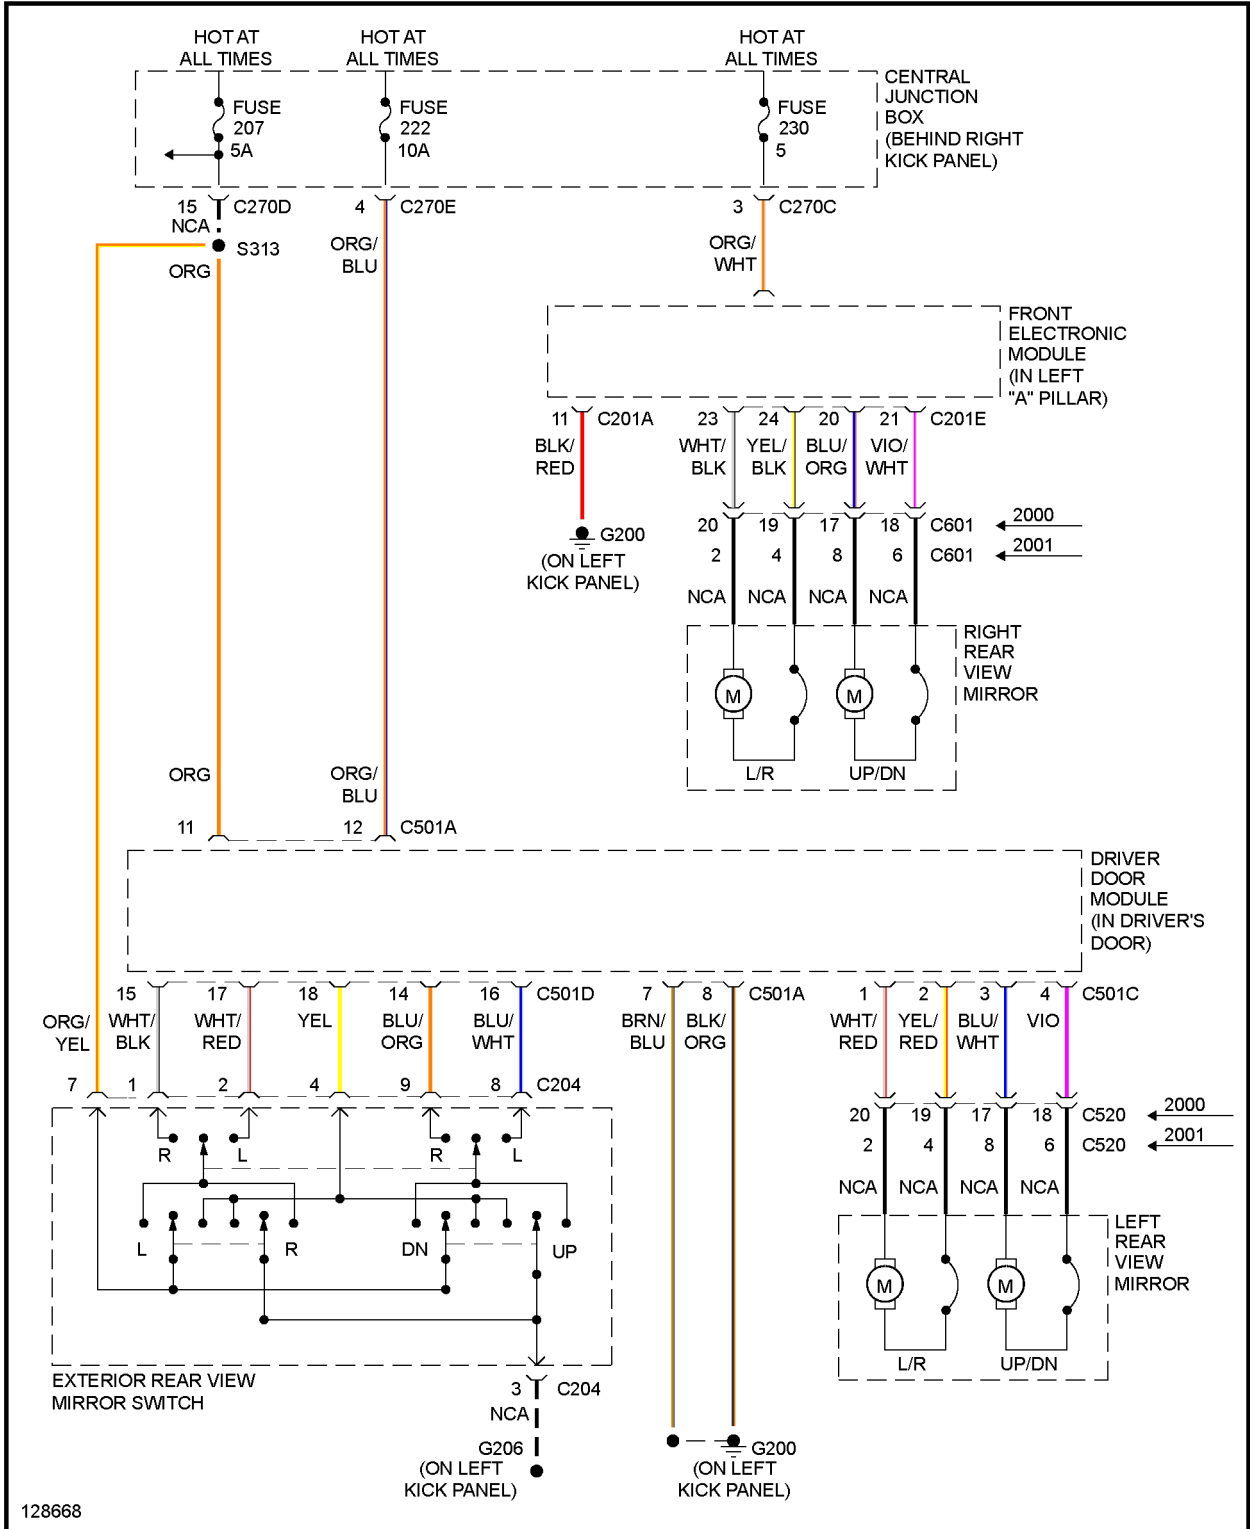 HOT AT
ALL TIMES
HOT AT
ALL TIMES
HOT AT
ALL TIMES
FUSE
207
5A
FUSE
222
10A
FUSE
230
5
CENTRAL
JUNCTION
BOX
(BEHIND RIGHT
KICK PANEL)
15 C270D
4 C270E
3 C270C
NCA
S313
ORG
ORG/
BLU
ORG/
WHT
FRONT
ELECTRONIC
MODULE
(IN LEFT
"A" PILLAR)
11 C201A
23 24 20 21 C201E
BLK/
RED
WHT/
BLK
YEL/
BLK
BLU/
ORG
VIO/
WHT
G200
(ON LEFT
KICK PANEL)
20 19 17 18 C601 2000
2 4 8 6 C601 2001
NCA NCA NCA NCA
RIGHT
REAR
VIEW
MIRROR
M M
L/R UP/DN
ORG
ORG/
BLU
11 12 C501A
DRIVER
DOOR
MODULE
(IN DRIVER'S
DOOR)
15 17 18 14 16 C501D
7 8 C501A
1 2 3 4 C501C
ORG/
YEL
WHT/
BLK
WHT/
RED
YEL
BLU/
ORG
BLU/
WHT
BRN/
BLU
BLK/
ORG
WHT/
RED
YEL/
RED
BLU/
WHT
VIO
7 1 2 4 9 8 C204
20 19 17 18 C520 2000
2 4 8 6 C520 2001
R L R L
NCA NCA NCA NCA
L R DN UP
LEFT
REAR
VIEW
MIRROR
M M
L/R UP/DN
EXTERIOR REAR VIEW
MIRROR SWITCH
3 C204
NCA
G206
(ON LEFT
KICK PANEL)
G200
(ON LEFT
KICK PANEL)
128668